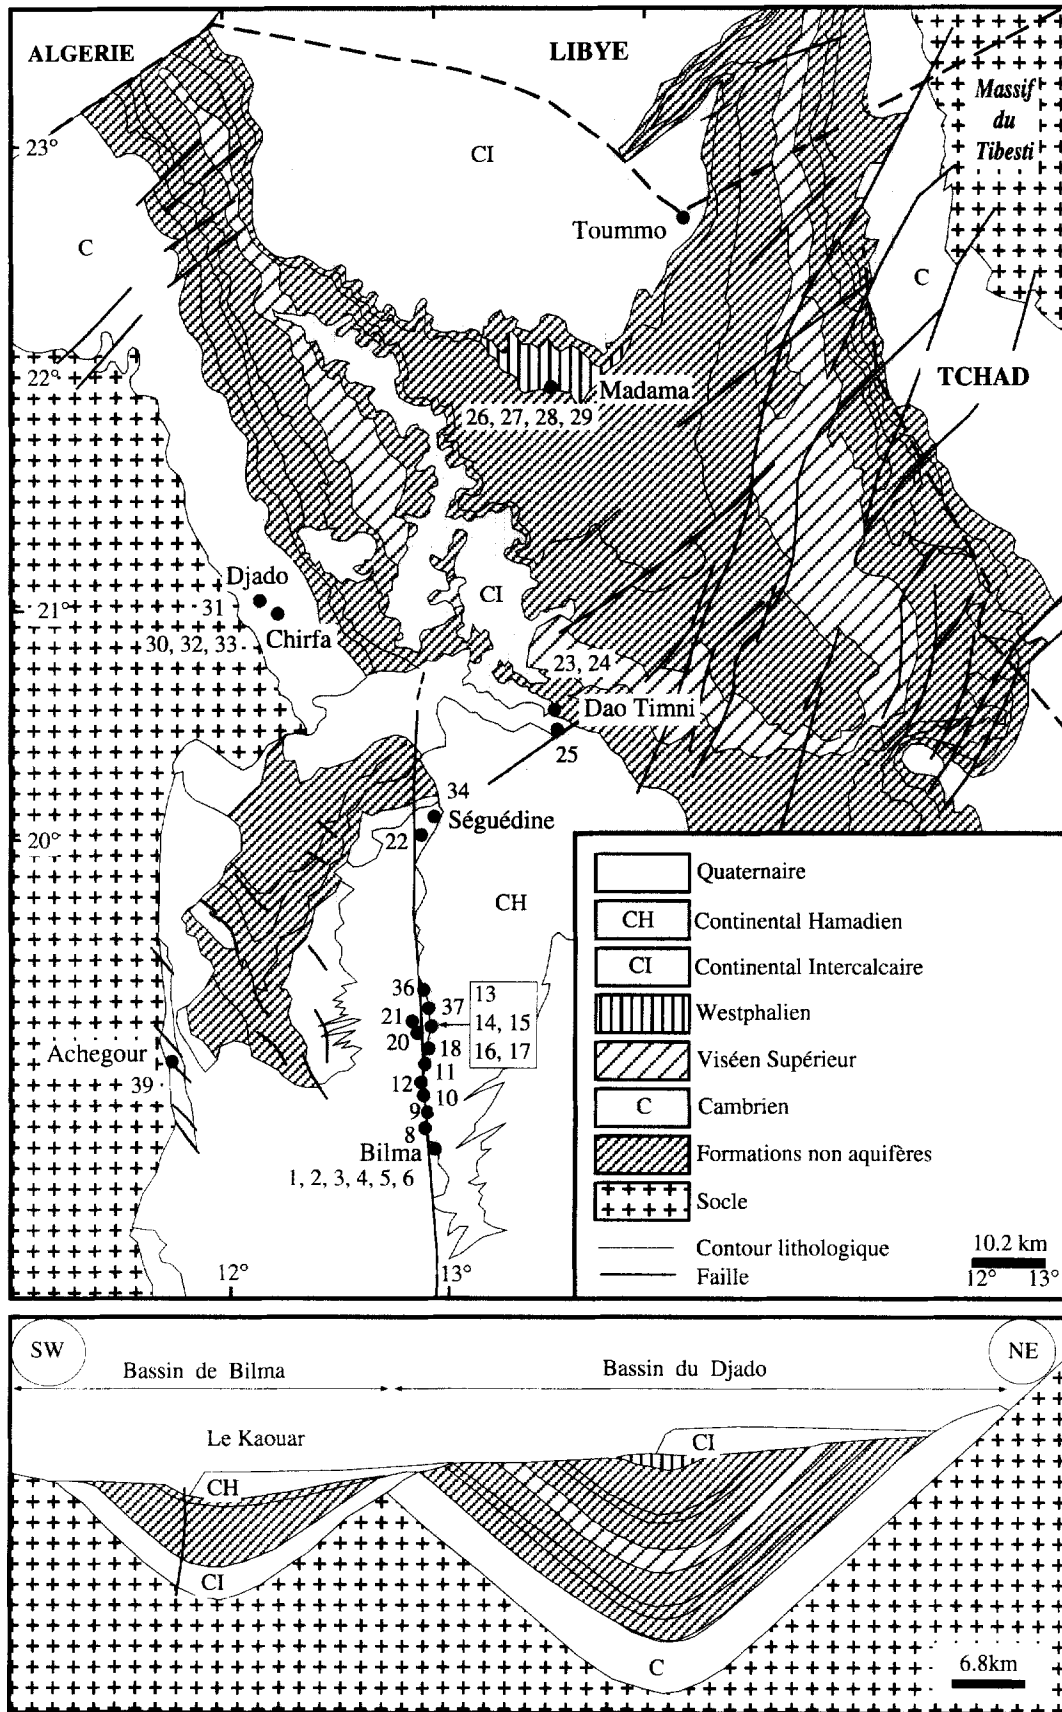 ALGERIE
LIBYE
Massif
du
Tibesti
23°
CI
Toummo
C
C
22°
TCHAD
Madama
26, 27, 28, 29
Djado
31
21°
CI
30, 32, 33
Chirfa
23, 24
Dao Timni
25
34
Séguédine
20°
22
CH
36
13
37
21
14, 15
20
18
16, 17
Achegour
11
39
12
10
9
8
Bilma
1, 2, 3, 4, 5, 6
12°
13°
Quaternaire
CH Continental Hamadien
CI Continental Intercalcaire
Westphalien
Viséen Supérieur
C Cambrien
Formations non aquifères
Socle
Contour lithologique
Faille
10.2 km
12° 13°
SW
NE
Bassin de Bilma
Bassin du Djado
Le Kaouar
CI
CH
CI
C
6.8km